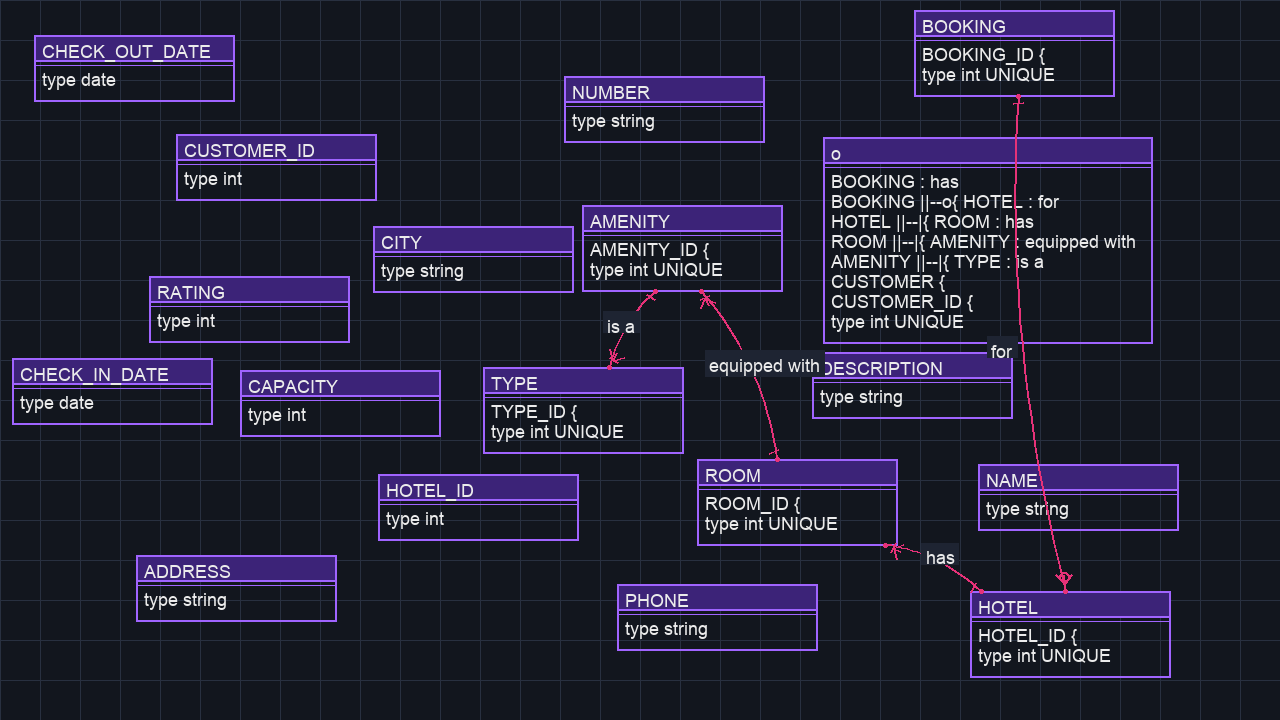 BOOKING
BOOKING_ID {
type int UNIQUE
CHECK_OUT_DATE
type date
NUMBER
type string
CUSTOMER_ID
type int
o
BOOKING : has
BOOKING ||--o{ HOTEL : for
HOTEL ||--|{ ROOM : has
ROOM ||--|{ AMENITY : equipped with
AMENITY ||--|{ TYPE : is a
CUSTOMER {
CUSTOMER_ID {
type int UNIQUE
AMENITY
AMENITY_ID {
type int UNIQUE
CITY
type string
RATING
type int
is a
for
equipped with
DESCRIPTION
type string
CHECK_IN_DATE
type date
CAPACITY
type int
TYPE
TYPE_ID {
type int UNIQUE
ROOM
ROOM_ID {
type int UNIQUE
NAME
type string
HOTEL_ID
type int
has
ADDRESS
type string
PHONE
type string
HOTEL
HOTEL_ID {
type int UNIQUE